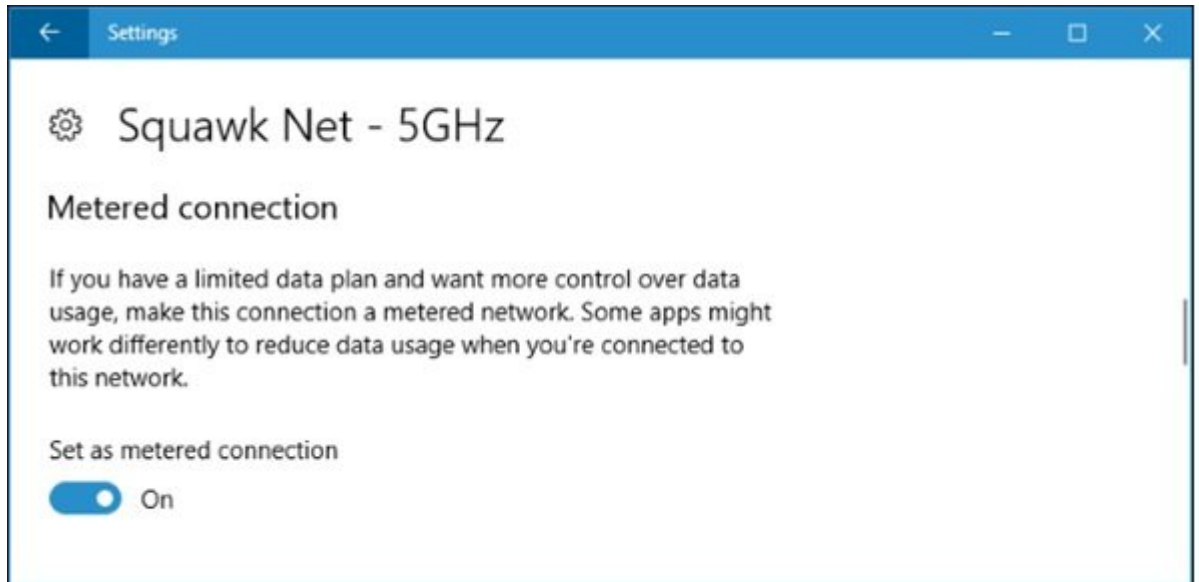 Settings
Squawk Net - 5GHz
Metered connection
If you have a limited data plan and want more control over data
usage, make this connection a metered network. Some apps might
work differently to reduce data usage when you're connected to
this network.
Set as metered connection
On